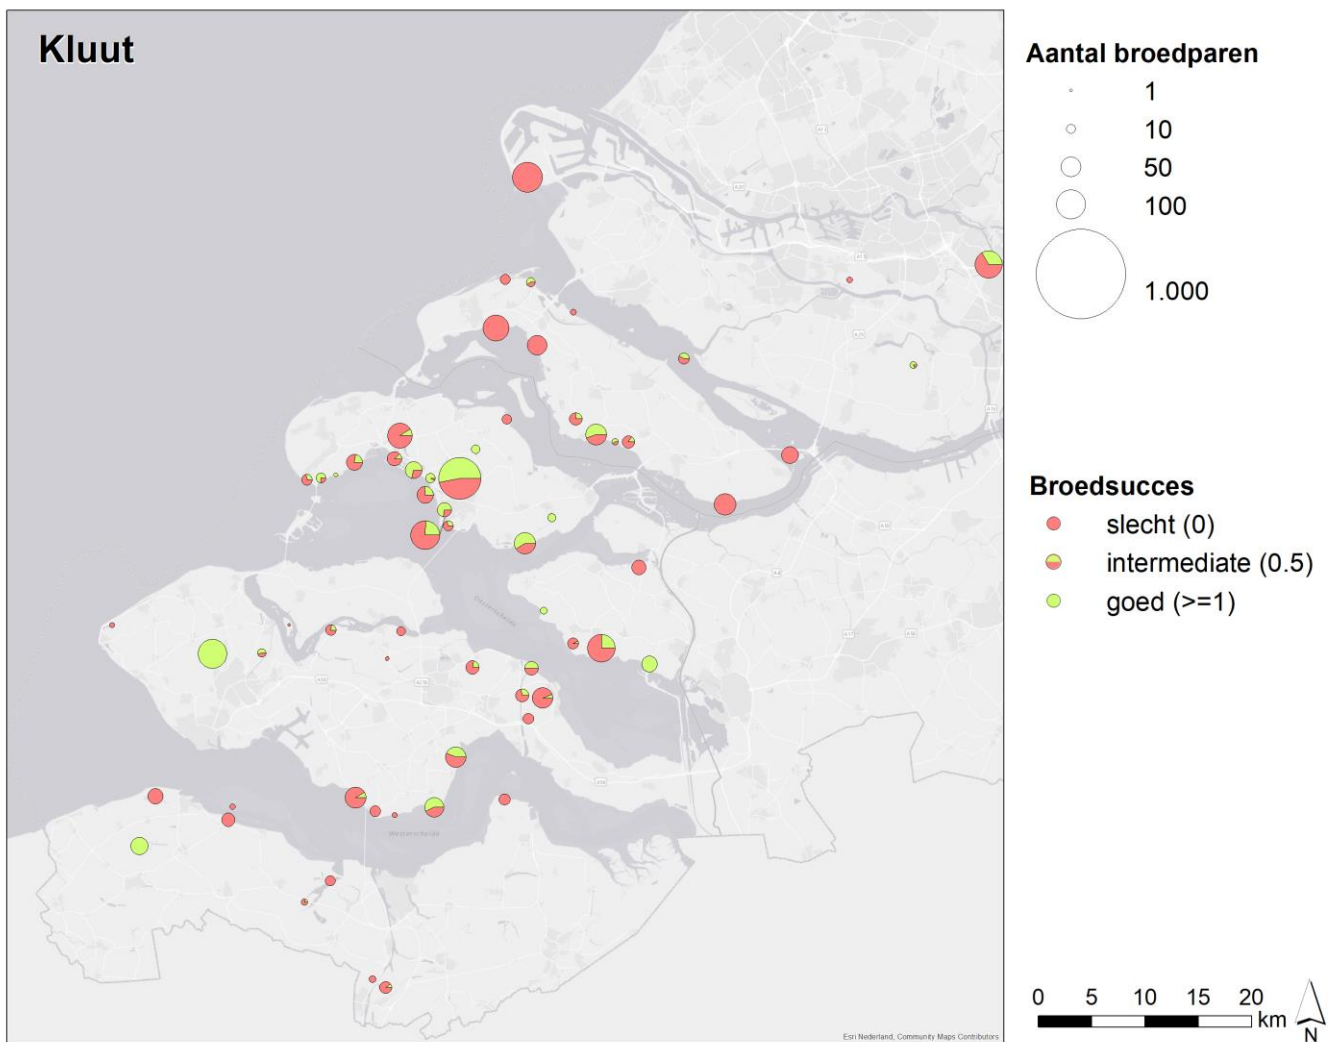 Kluut
Aantal broedparen
1
10
50
100
1.000
Broedsucces
slecht (0)
intermediate (0.5)
goed (>=1)
0 5 10 15 20
km
N
Westerschelde
Esri Nederland, Community Maps Contributors